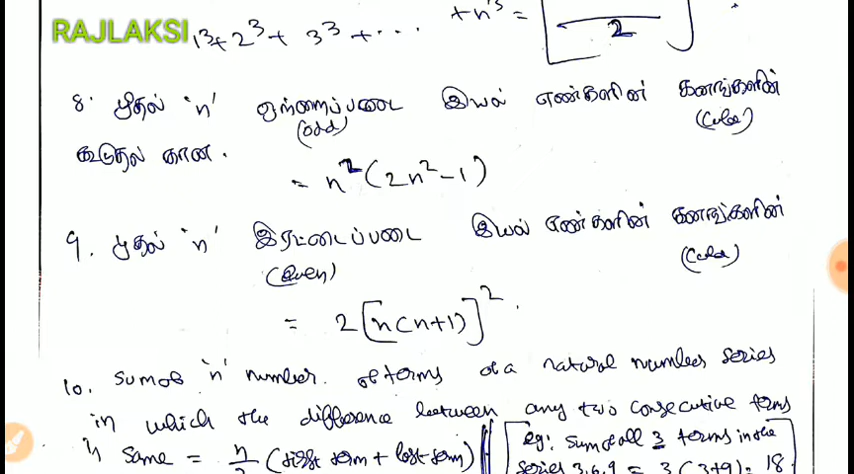 RAJLAKSI
1³ + 2³ + 3³ + ... + n³ = [ / 2 ]
8. முதல் 'n' ஒற்றைப்படை இயல் எண்களின் கனங்களின்
(odd) (Cube)
கூடுதல் காண.
= n² (2n² - 1)
9. முதல் 'n' இரட்டைப்படை இயல் எண்களின் கனங்களின்
(Even) (Cube)
= 2 [n(n+1)]².
10. Sum of 'n' number of terms of a natural number series
in which the difference between any two consecutive terms
is same = n/2 (first term + last term)
eg: Sum of all 3 terms in the
series 3,6,9 = 3 (3+9) = 18